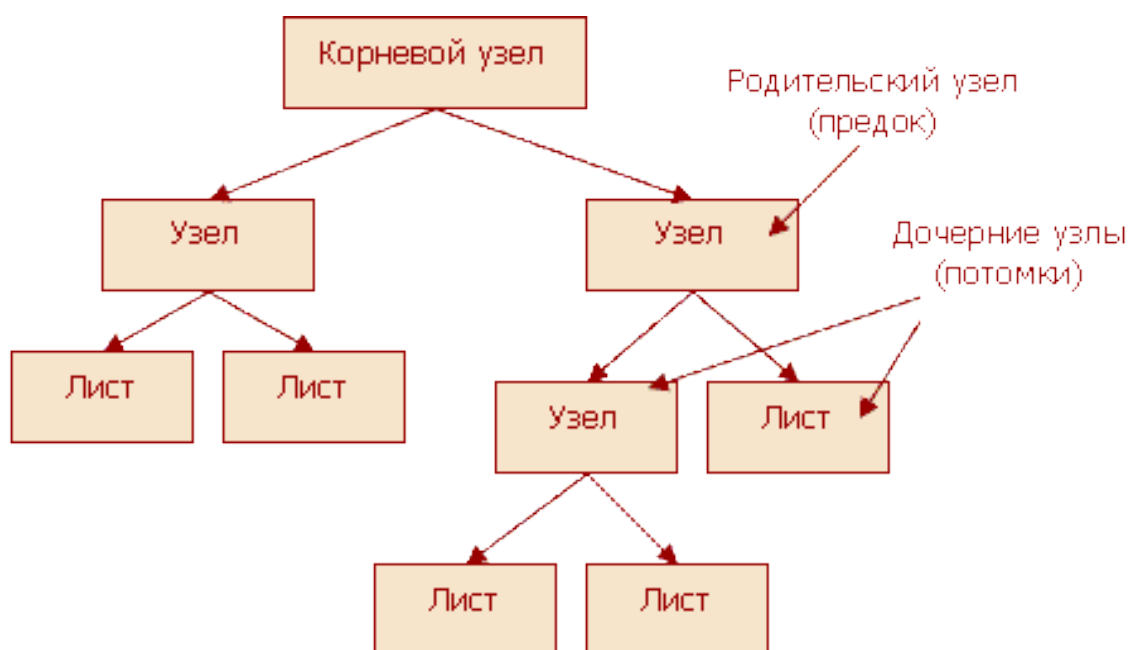 Корневой узел
Родительский узел
(предок)
Узел
Узел
Дочерние узлы
(потомки)
Лист
Лист
Узел
Лист
Лист
Лист